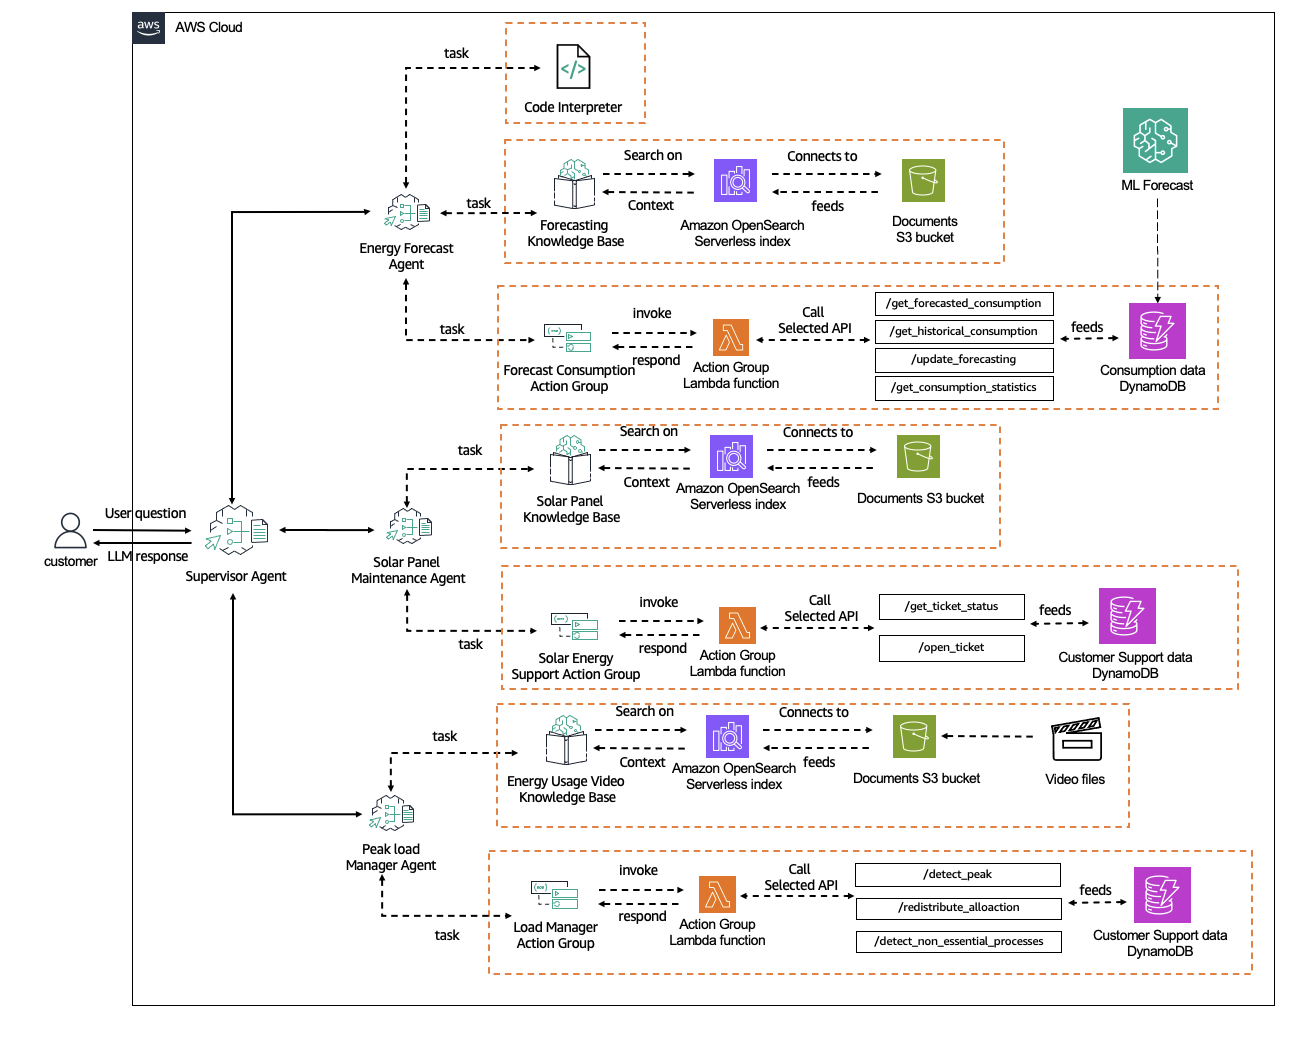 aws
AWS Cloud
task
</>
Code Interpreter
Search on
Connects to
Context
feeds
task
Forecasting
Knowledge Base
Amazon OpenSearch
Serverless index
Documents
S3 bucket
ML Forecast
Energy Forecast
Agent
task
invoke
respond
Forecast Consumption
Action Group
Action Group
Lambda function
Call
Selected API
/get_forecasted_consumption
/get_historical_consumption
/update_forecasting
/get_consumption_statistics
feeds
Consumption data
DynamoDB
task
Search on
Connects to
Context
feeds
Solar Panel
Knowledge Base
Amazon OpenSearch
Serverless index
Documents S3 bucket
User question
LLM response
customer
Supervisor Agent
Solar Panel
Maintenance Agent
task
invoke
respond
Solar Energy
Support Action Group
Action Group
Lambda function
Call
Selected API
/get_ticket_status
/open_ticket
feeds
Customer Support data
DynamoDB
task
Search on
Connects to
Context
feeds
Energy Usage Video
Knowledge Base
Amazon OpenSearch
Serverless index
Documents S3 bucket
Video files
Peak load
Manager Agent
task
invoke
respond
Load Manager
Action Group
Action Group
Lambda function
Call
Selected API
/detect_peak
/redistribute_alloaction
/detect_non_essential_processes
feeds
Customer Support data
DynamoDB